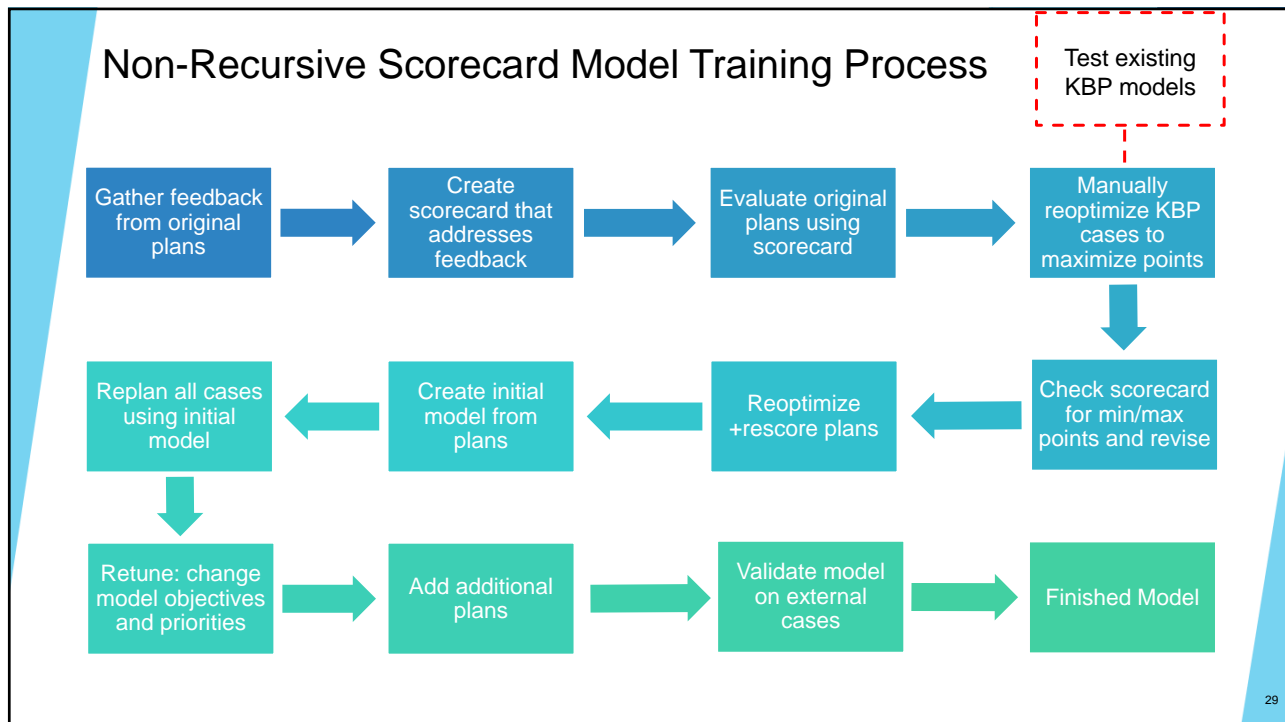 Non-Recursive Scorecard Model Training Process
Test existing
KBP models
Gather feedback
from original
plans
Create
scorecard that
addresses
feedback
Evaluate original
plans using
scorecard
Manually
reoptimize KBP
cases to
maximize points
Check scorecard
for min/max
points and revise
Reoptimize
+rescore plans
Create initial
model from
plans
Replan all cases
using initial
model
Retune: change
model objectives
and priorities
Add additional
plans
Validate model
on external
cases
Finished Model
29